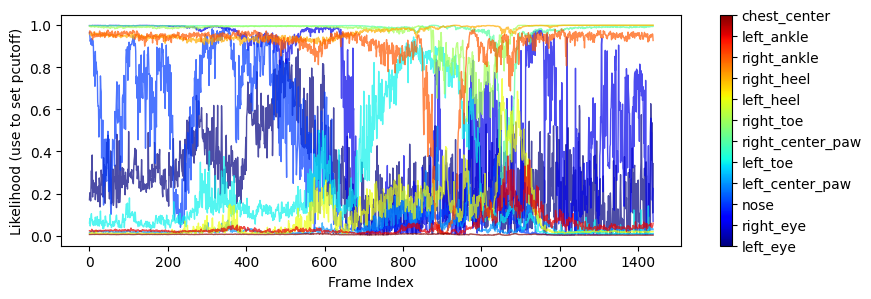 Likelihood (use to set pcutoff)
1.0
0.8
0.6
0.4
0.2
0.0
0
200
400
600
800
1000
1200
1400
Frame Index
chest_center
left_ankle
right_ankle
right_heel
left_heel
right_toe
right_center_paw
left_toe
left_center_paw
nose
right_eye
left_eye